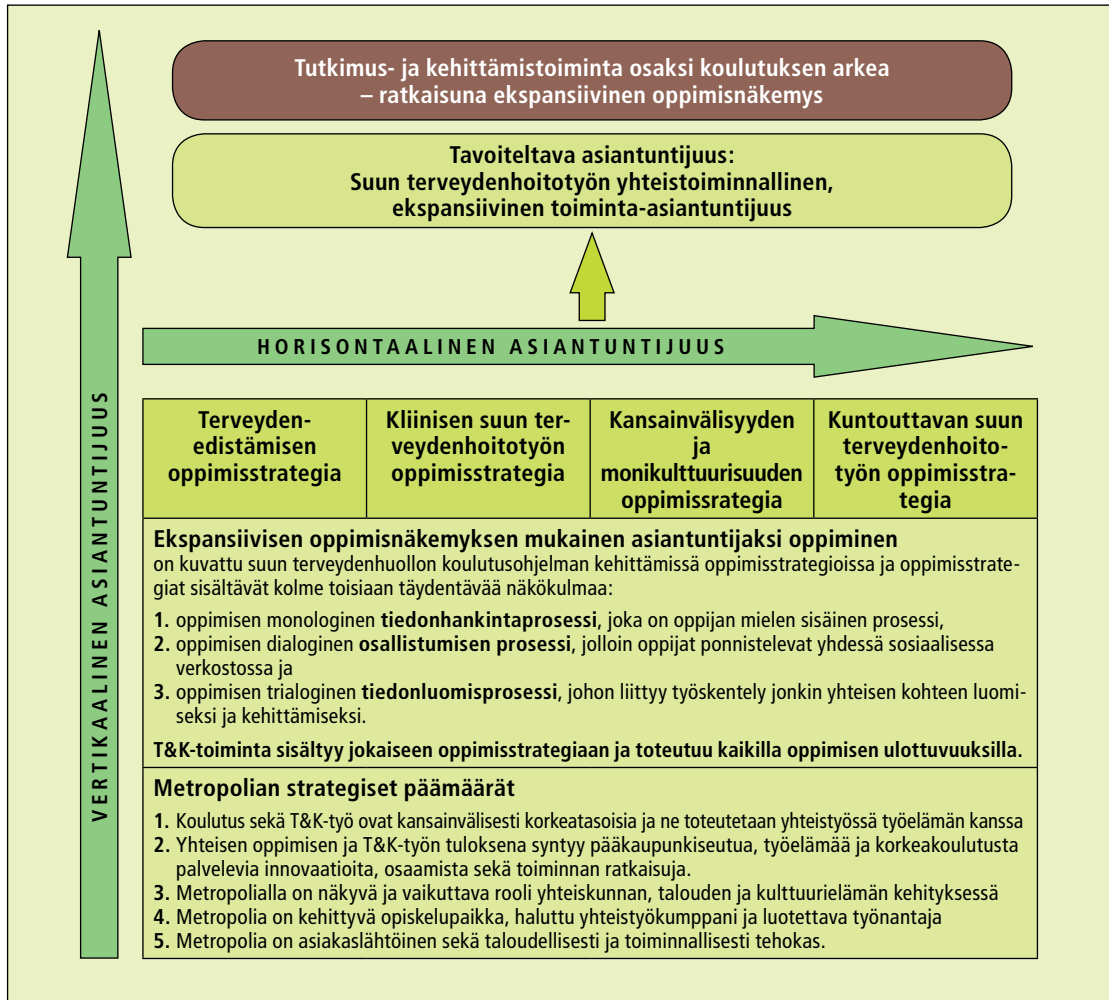 Tutkimus- ja kehittämistoiminta osaksi koulutuksen arkea
– ratkaisuna ekspansiivinen oppimisnäkemys
Tavoiteltava asiantuntijuus:
Suun terveydenhoitotyön yhteistoiminnallinen,
ekspansiivinen toiminta-asiantuntijuus
HORISONTAALINEN ASIANTUNTIJUUS
VERTIKAALINEN ASIANTUNTIJUUS
Terveyden-
edistämisen
oppimisstrategia
Kliinisen suun ter-
veydenhoitotyön
oppimisstrategia
Kansainvälisyyden
ja
monikulttuurisuuden
oppimissrategia
Kuntouttavan suun
terveydenhoito-
työn oppimisstra-
tegia
Ekspansiivisen oppimisnäkemyksen mukainen asiantuntijaksi oppiminen
on kuvattu suun terveydenhuollon koulutusohjelman kehittämissä oppimisstrategioissa ja oppimisstrate-
giat sisältävät kolme toisiaan täydentävää näkökulmaa:
1. oppimisen monologinen tiedonhankintaprosessi, joka on oppijan mielen sisäinen prosessi,
2. oppimisen dialoginen osallistumisen prosessi, jolloin oppijat ponnistelevat yhdessä sosiaalisessa
verkostossa ja
3. oppimisen trialoginen tiedonluomisprosessi, johon liittyy työskentely jonkin yhteisen kohteen luomi-
seksi ja kehittämiseksi.
T&K-toiminta sisältyy jokaiseen oppimisstrategiaan ja toteutuu kaikilla oppimisen ulottuvuuksilla.
Metropolian strategiset päämäärät
1. Koulutus sekä T&K-työ ovat kansainvälisesti korkeatasoisia ja ne toteutetaan yhteistyössä työelämän kanssa
2. Yhteisen oppimisen ja T&K-työn tuloksena syntyy pääkaupunkiseutua, työelämää ja korkeakoulutusta
palvelevia innovaatioita, osaamista sekä toiminnan ratkaisuja.
3. Metropolialla on näkyvä ja vaikuttava rooli yhteiskunnan, talouden ja kulttuurielämän kehityksessä
4. Metropolia on kehittyvä opiskelupaikka, haluttu yhteistyökumppani ja luotettava työnantaja
5. Metropolia on asiakaslähtöinen sekä taloudellisesti ja toiminnallisesti tehokas.